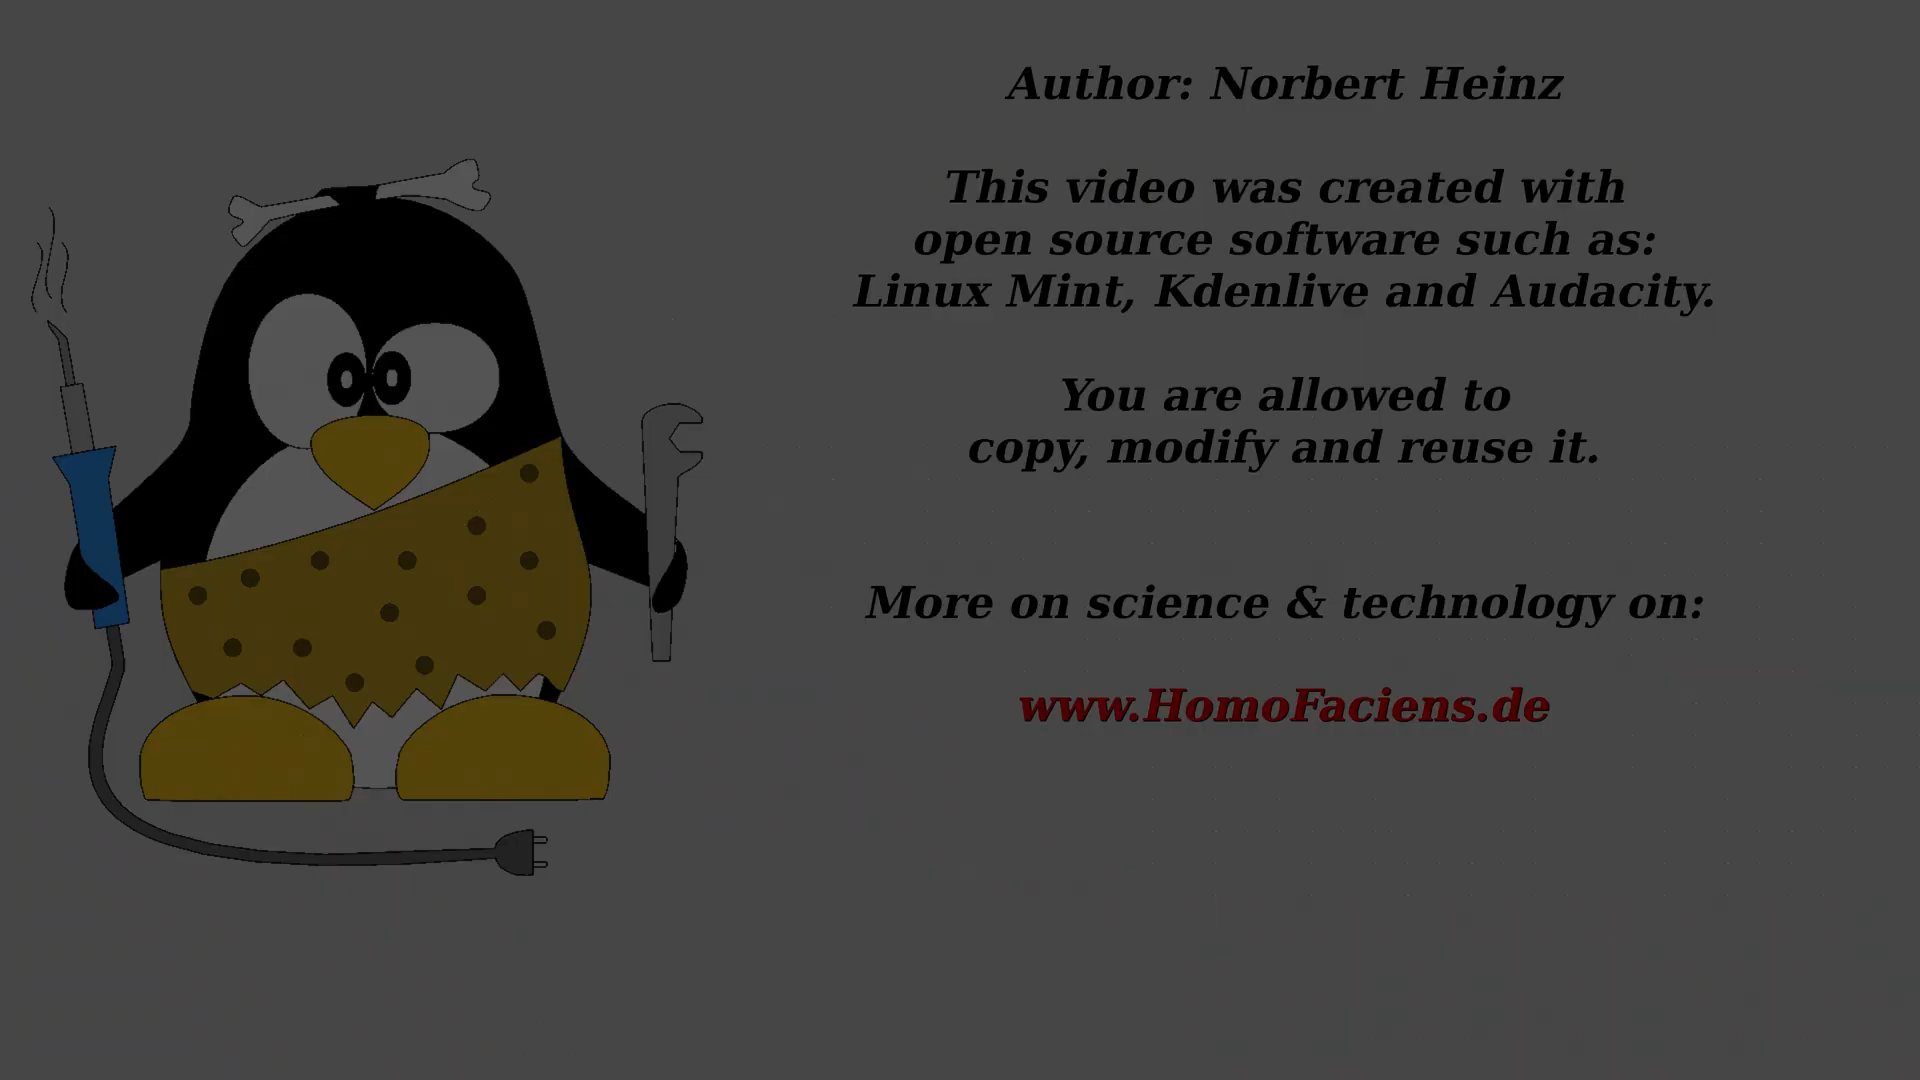 Author: Norbert Heinz
This video was created with
open source software such as:
Linux Mint, Kdenlive and Audacity.
You are allowed to
copy, modify and reuse it.
More on science & technology on:
www.HomoFaciens.de